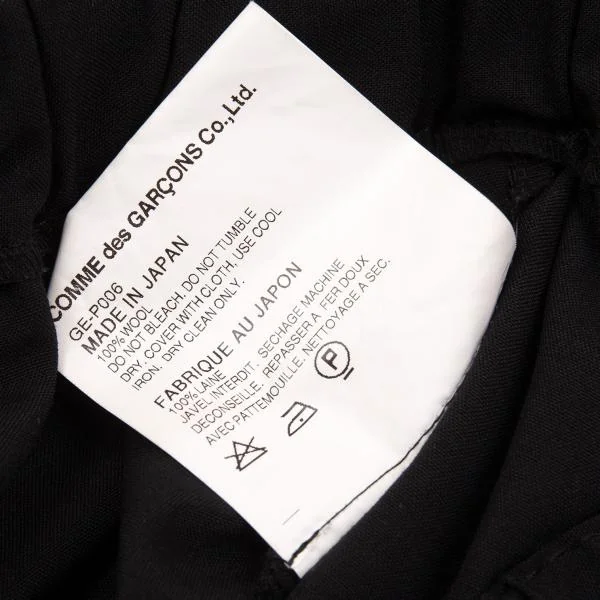 COMME des GARÇONS Co., Ltd.
GE-P006
MADE IN JAPAN
100% WOOL
DO NOT BLEACH. DO NOT TUMBLE
DRY. COVER WITH CLOTH, USE COOL
IRON. DRY CLEAN ONLY.
FABRIQUE AU JAPON
100% LAINE
JAVEL INTERDIT. SECHAGE MACHINE
DECONSEILLE. REPASSER A FER DOUX
AVEC PATTEMOUILLE. NETTOYAGE A SEC.
P